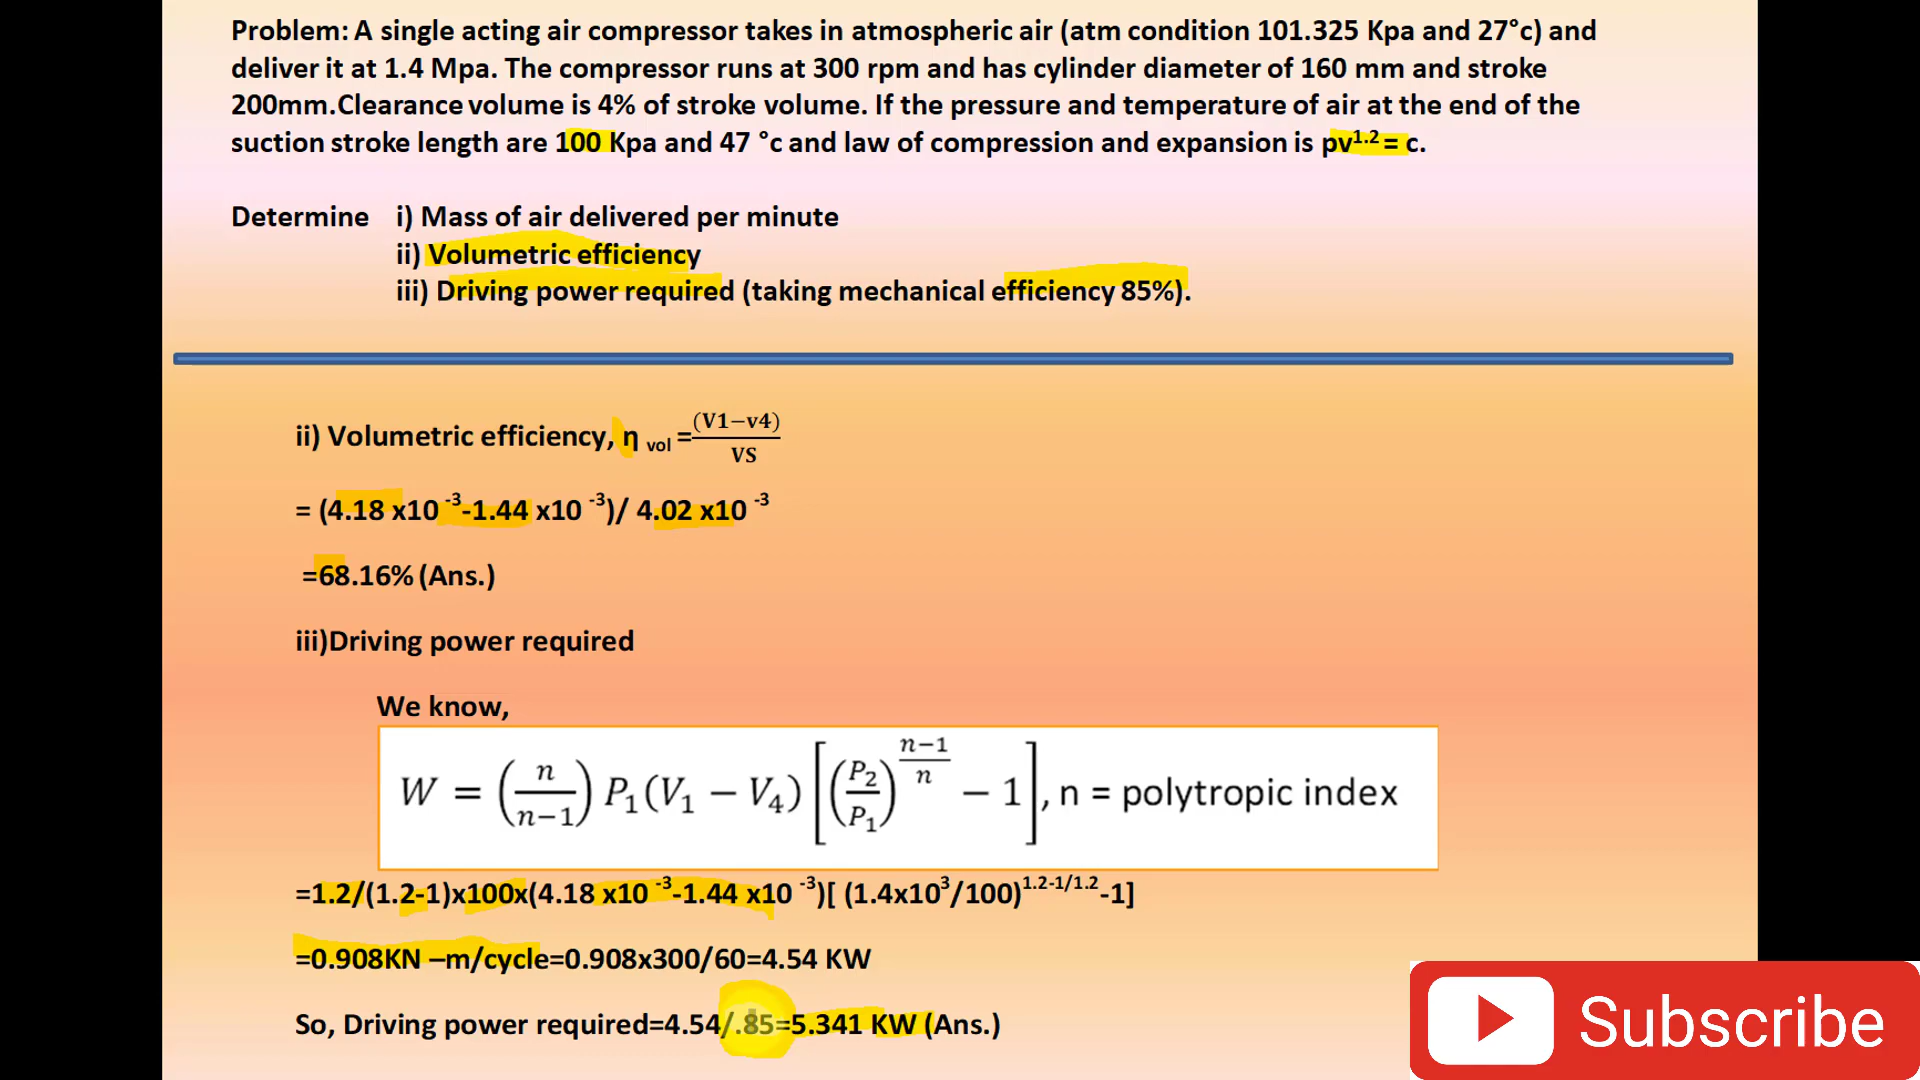 Problem: A single acting air compressor takes in atmospheric air (atm condition 101.325 Kpa and 27°c) and
deliver it at 1.4 Mpa. The compressor runs at 300 rpm and has cylinder diameter of 160 mm and stroke
200mm.Clearance volume is 4% of stroke volume. If the pressure and temperature of air at the end of the
suction stroke length are 100 Kpa and 47 °c and law of compression and expansion is pv^1.2 = c.
Determine i) Mass of air delivered per minute
ii) Volumetric efficiency
iii) Driving power required (taking mechanical efficiency 85%).
ii) Volumetric efficiency, η vol =(V1−v4)/VS
= (4.18 x10 ^-3-1.44 x10 ^-3)/ 4.02 x10 ^-3
=68.16% (Ans.)
iii)Driving power required
We know,
W = (n/(n−1)) P₁(V₁ − V₄) [(P₂/P₁)^((n−1)/n) − 1], n = polytropic index
=1.2/(1.2-1)x100x(4.18 x10 ^-3-1.44 x10 ^-3)[ (1.4x10^3/100)^1.2-1/1.2-1]
=0.908KN –m/cycle=0.908x300/60=4.54 KW
So, Driving power required=4.54/.85=5.341 KW (Ans.)
Subscribe